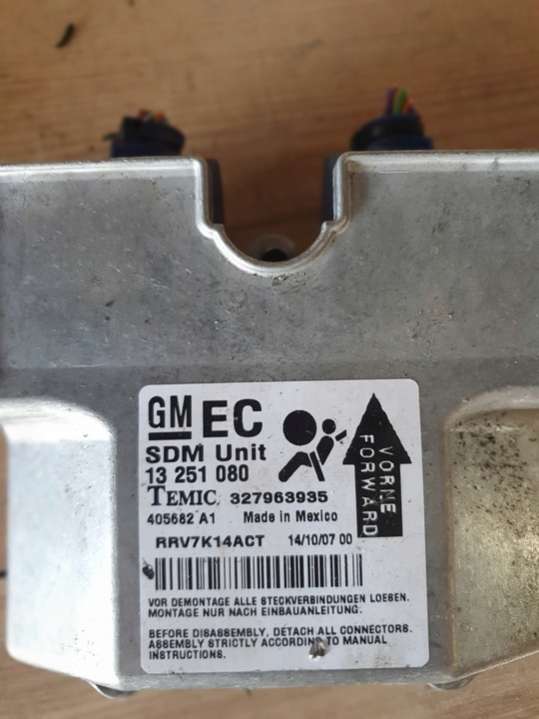 GM EC
SDM Unit
13 251 080
TEMIC 327963935
405682 A1 Made in Mexico
RRV7K14ACT 14/10/07 00
VORNE
FORWARD
VOR DEMONTAGE ALLE STECKVERBINDUNGEN LOESEN.
MONTAGE NUR NACH EINBAUANLEITUNG.
BEFORE DISASSEMBLY, DETACH ALL CONNECTORS.
ASSEMBLY STRICTLY ACCORDING TO MANUAL
INSTRUCTIONS.